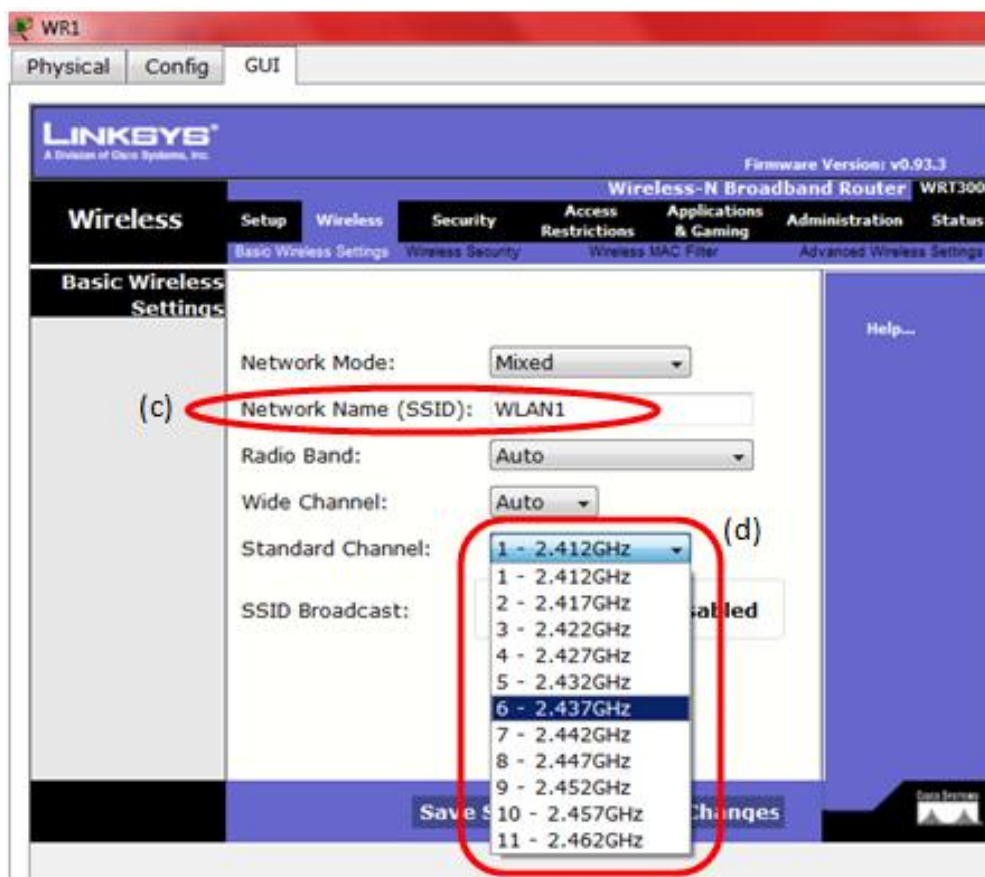 WR1
Physical Config GUI
LINKSYS®
A Division of Cisco Systems, Inc.
Firmware Version: v0.93.3
Wireless-N Broadband Router WRT300
Wireless
Setup Wireless Security Access Restrictions Applications & Gaming Administration Status
Basic Wireless Settings Wireless Security Wireless MAC Filter Advanced Wireless Settings
Basic Wireless Settings
Help...
Network Mode: Mixed
(c) Network Name (SSID): WLAN1
Radio Band: Auto
Wide Channel: Auto
(d)
Standard Channel: 1 - 2.412GHz
1 - 2.412GHz
2 - 2.417GHz
SSID Broadcast: sabled
3 - 2.422GHz
4 - 2.427GHz
5 - 2.432GHz
6 - 2.437GHz
7 - 2.442GHz
8 - 2.447GHz
9 - 2.452GHz
Save S Changes
10 - 2.457GHz
11 - 2.462GHz
Cisco Systems